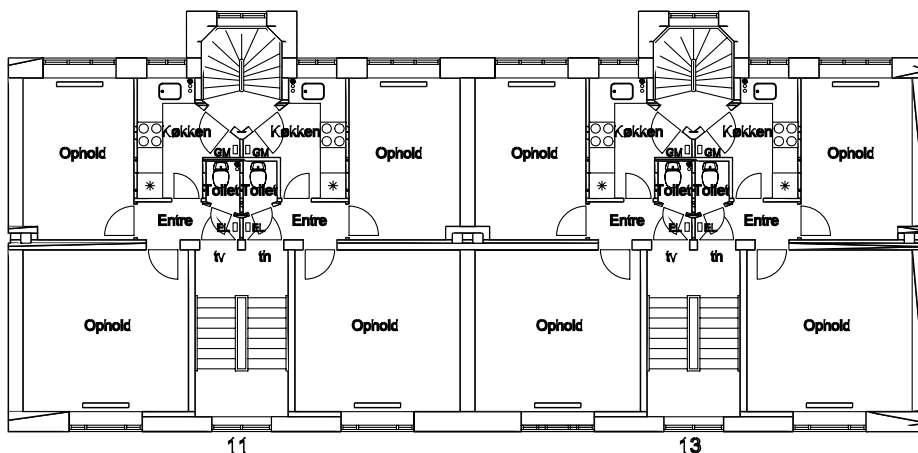 Køkken Køkken Køkken Køkken
Ophold Ophold Ophold Ophold
GM GM GM GM
Toilet Toilet Toilet Toilet
Entre Entre Entre Entre
EL EL EL EL
tv th tv th
Ophold Ophold Ophold Ophold
11 13